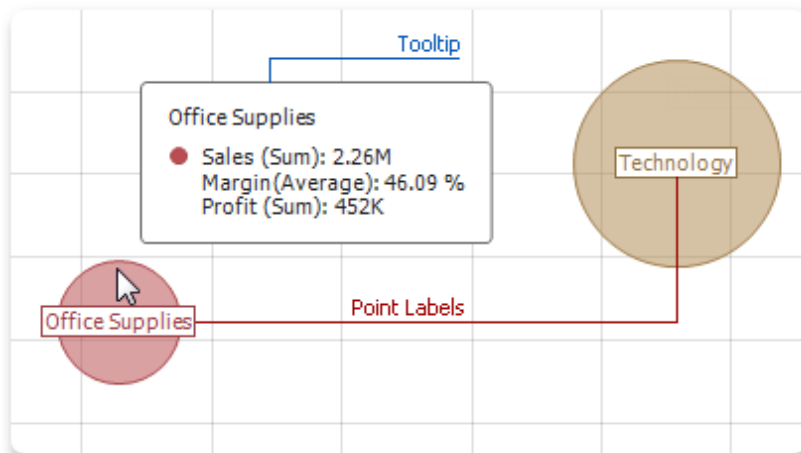 Tooltip
Office Supplies
Sales (Sum): 2.26M
Margin(Average): 46.09 %
Profit (Sum): 452K
Technology
Point Labels
Office Supplies